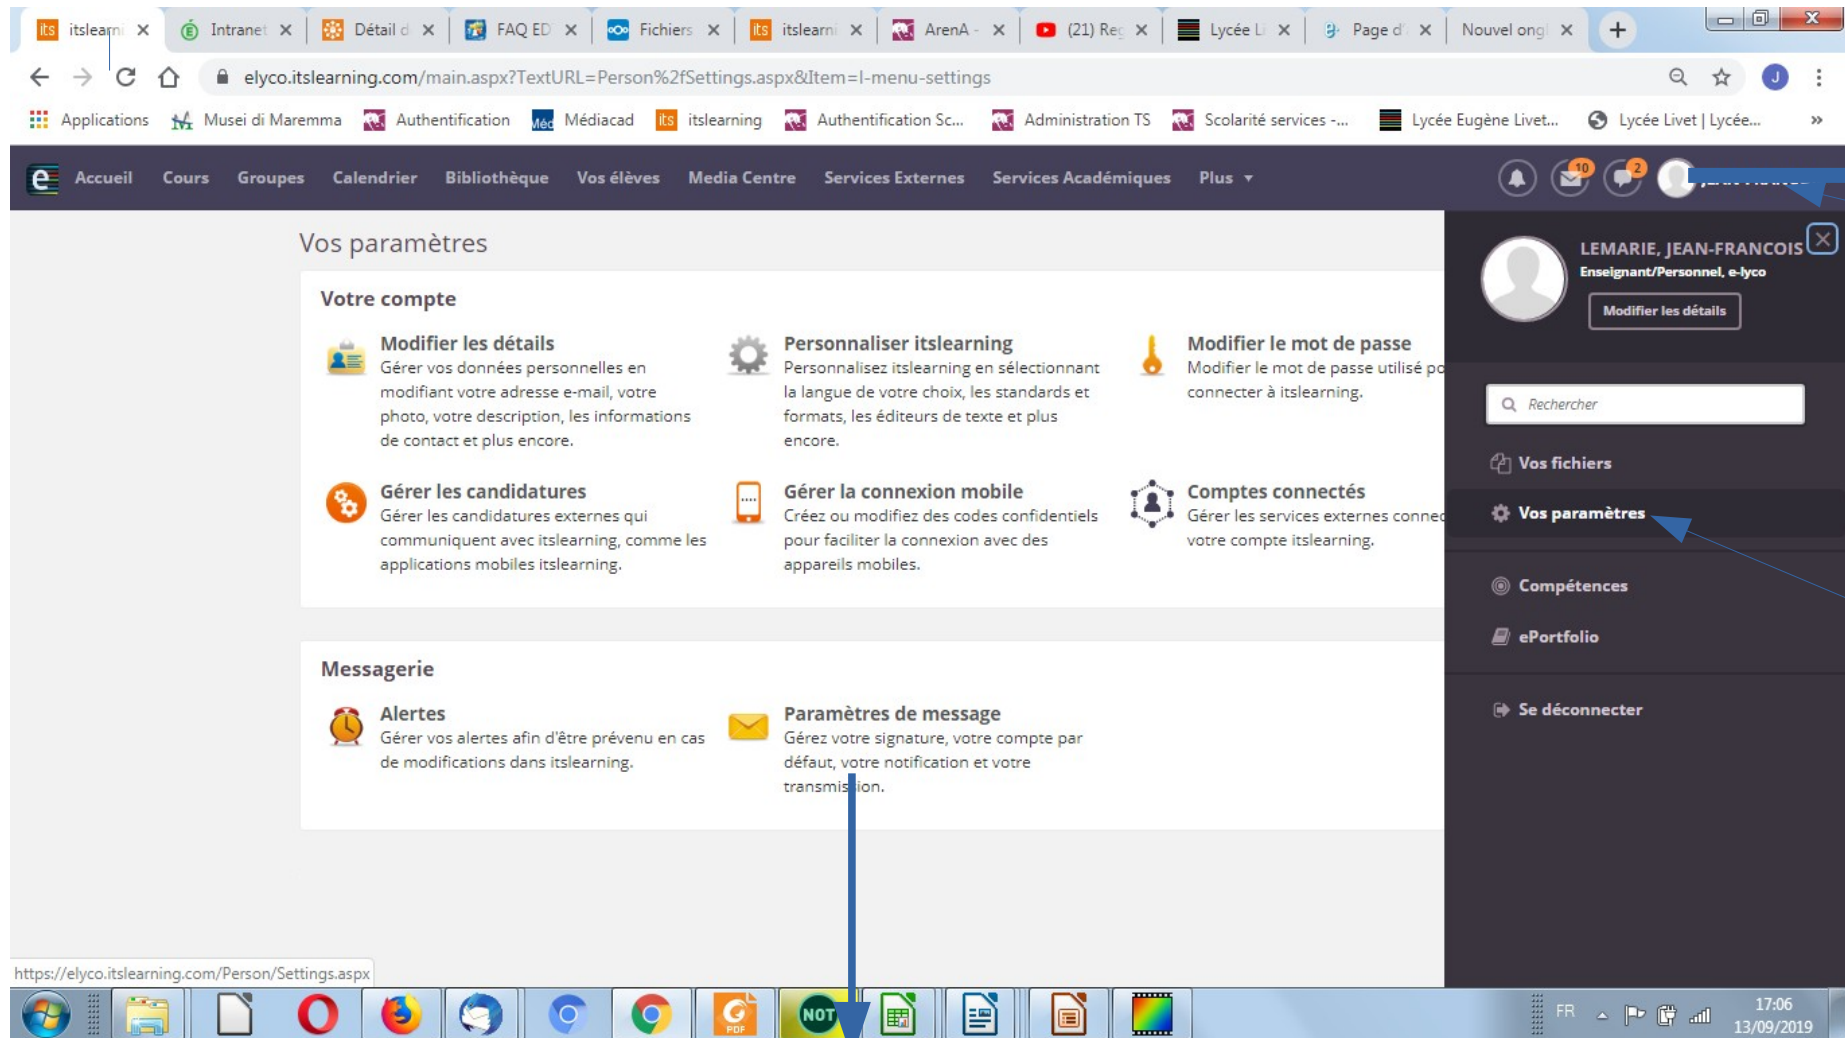 its itslearni
Intranet
Détail d
FAQ ED
Fichiers
its itslearni
ArenA -
(21) Reg
Lycée Li
Page d'
Nouvel ongl
elyco.itslearning.com/main.aspx?TextURL=Person%2fSettings.aspx&Item=l-menu-settings
J
Applications
Musei di Maremma
Authentification
Méd Médiacad
its itslearning
Authentification Sc...
Administration TS
Scolarité services -...
Lycée Eugène Livet...
Lycée Livet | Lycée...
»
e Accueil Cours Groupes Calendrier Bibliothèque Vos élèves Media Centre Services Externes Services Académiques Plus
10
2
Vos paramètres
Votre compte
Modifier les détails
Gérer vos données personnelles en
modifiant votre adresse e-mail, votre
photo, votre description, les informations
de contact et plus encore.
Personnaliser itslearning
Personnalisez itslearning en sélectionnant
la langue de votre choix, les standards et
formats, les éditeurs de texte et plus
encore.
Modifier le mot de passe
Modifier le mot de passe utilisé po
connecter à itslearning.
Gérer les candidatures
Gérer les candidatures externes qui
communiquent avec itslearning, comme les
applications mobiles itslearning.
Gérer la connexion mobile
Créez ou modifiez des codes confidentiels
pour faciliter la connexion avec des
appareils mobiles.
Comptes connectés
Gérer les services externes connec
votre compte itslearning.
Messagerie
Alertes
Gérer vos alertes afin d'être prévenu en cas
de modifications dans itslearning.
Paramètres de message
Gérez votre signature, votre compte par
défaut, votre notification et votre
transmission.
LEMARIE, JEAN-FRANCOIS
Enseignant/Personnel, e-lyco
Modifier les détails
Rechercher
Vos fichiers
Vos paramètres
Compétences
ePortfolio
Se déconnecter
https://elyco.itslearning.com/Person/Settings.aspx
PDF
NOT
FR
17:06
13/09/2019